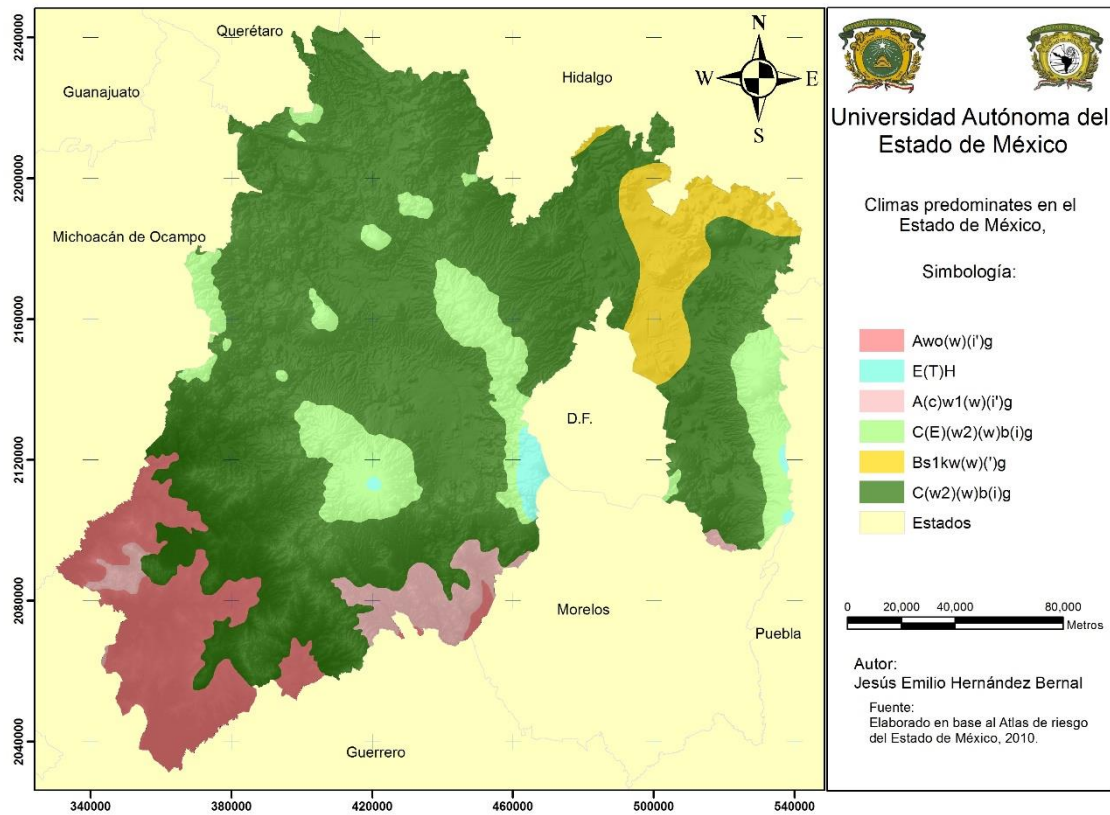 Querétaro
Hidalgo
Guanajuato
Michoacán de Ocampo
D.F.
Morelos
Puebla
Guerrero
N
W
E
S
2240000
2200000
2160000
2120000
2080000
2040000
340000
380000
420000
460000
500000
540000
Universidad Autónoma del
Estado de México
Climas predominates en el
Estado de México,
Simbología:
Awo(w)(i')g
E(T)H
A(c)w1(w)(i')g
C(E)(w2)(w)b(i)g
Bs1kw(w)(')g
C(w2)(w)b(i)g
Estados
0
20,000
40,000
80,000
Metros
Autor:
Jesús Emilio Hernández Bernal
Fuente:
Elaborado en base al Atlas de riesgo
del Estado de México, 2010.